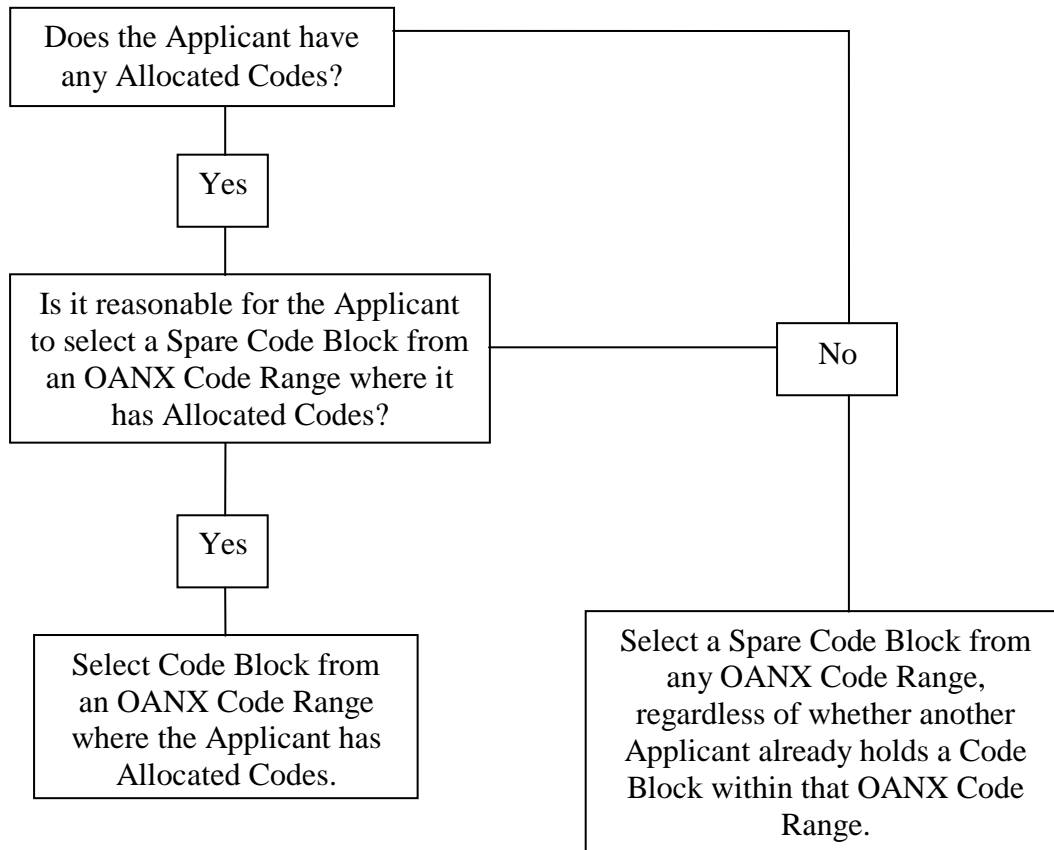 Does the Applicant have
any Allocated Codes?
Yes
Is it reasonable for the Applicant
to select a Spare Code Block from
an OANX Code Range where it
has Allocated Codes?
No
Yes
Select Code Block from
an OANX Code Range
where the Applicant has
Allocated Codes.
Select a Spare Code Block from
any OANX Code Range,
regardless of whether another
Applicant already holds a Code
Block within that OANX Code
Range.